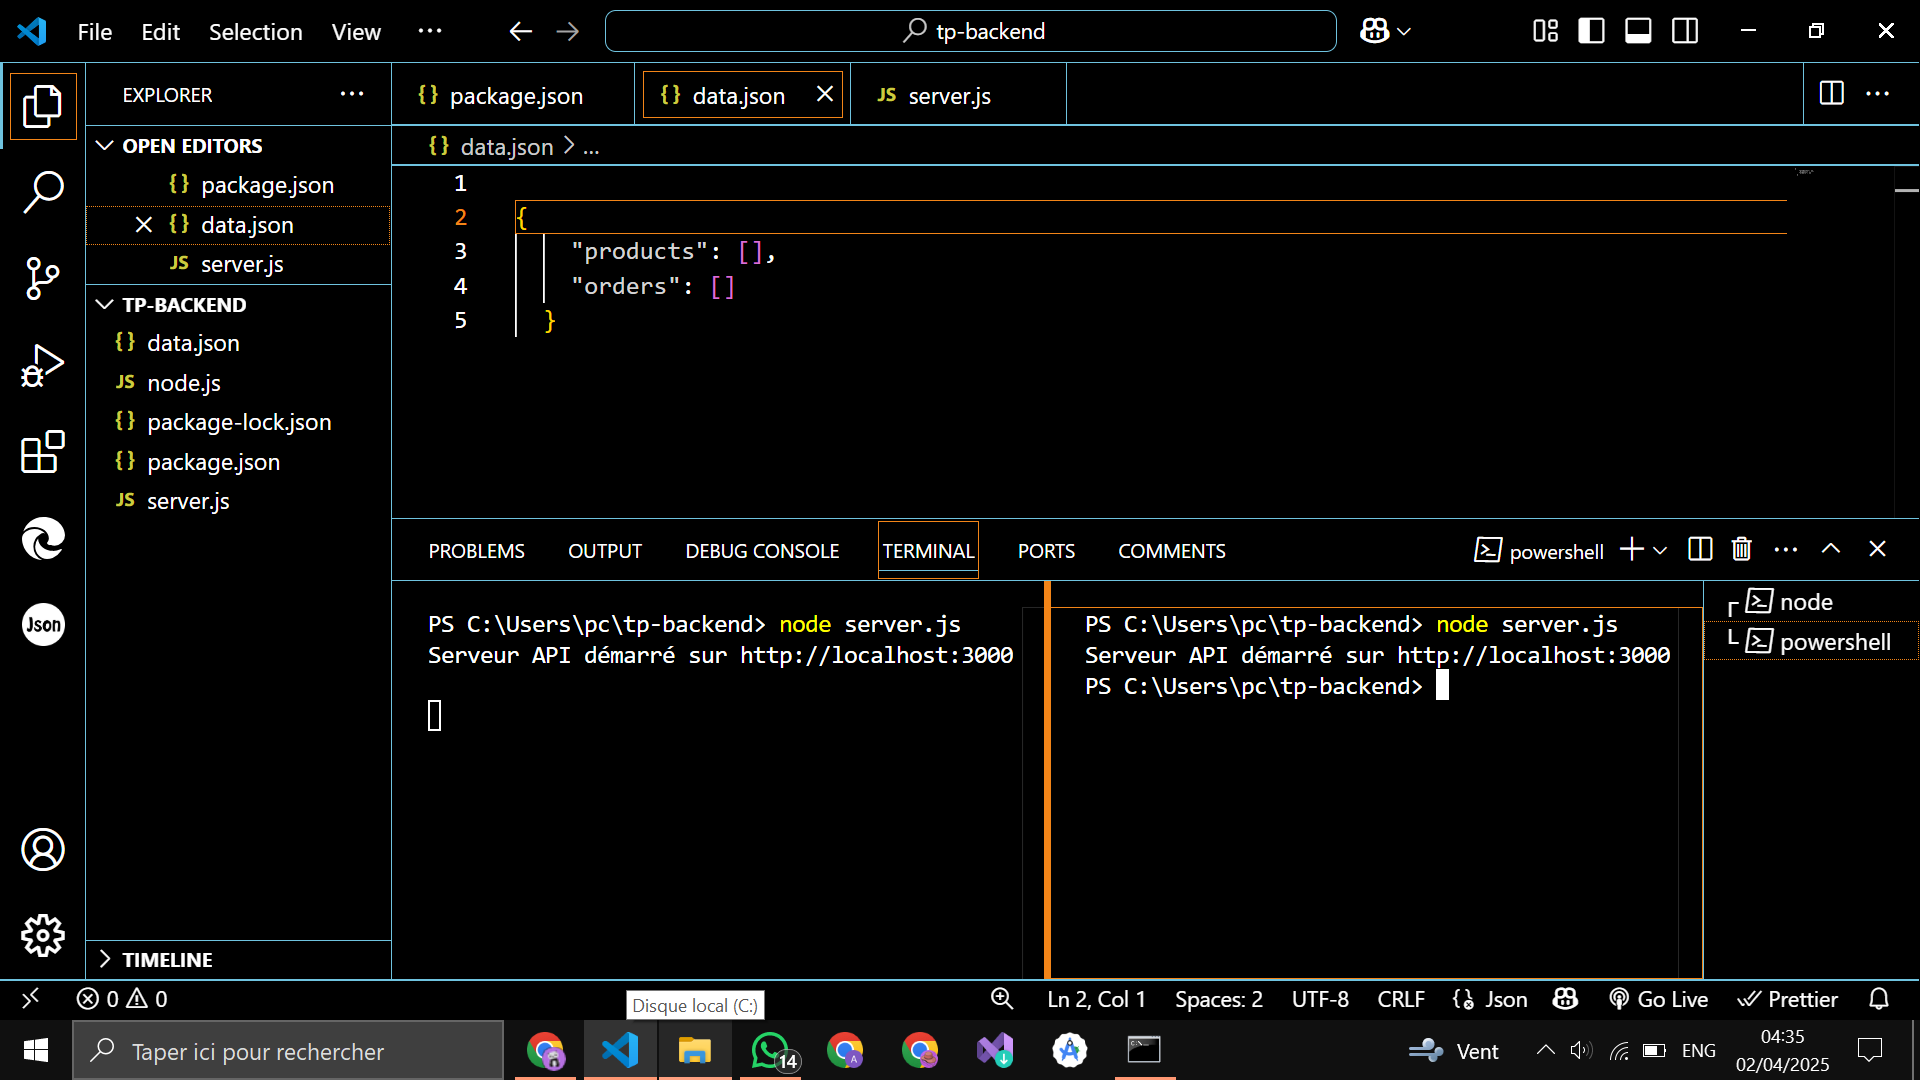 File Edit Selection View ··· tp-backend
EXPLORER ···
OPEN EDITORS
{} package.json
{} data.json
JS server.js
TP-BACKEND
{} data.json
JS node.js
{} package-lock.json
{} package.json
JS server.js
TIMELINE
Json
{} package.json {} data.json JS server.js
{} data.json > ...
1
2 {
3 "products": [],
4 "orders": []
5 }
PROBLEMS OUTPUT DEBUG CONSOLE TERMINAL PORTS COMMENTS powershell
PS C:\Users\pc\tp-backend> node server.js
Serveur API démarré sur http://localhost:3000
PS C:\Users\pc\tp-backend> node server.js
Serveur API démarré sur http://localhost:3000
PS C:\Users\pc\tp-backend>
node
powershell
0 0 Ln 2, Col 1 Spaces: 2 UTF-8 CRLF Json Go Live Prettier
Disque local (C:)
Taper ici pour rechercher 14 A Vent ENG 04:35
02/04/2025